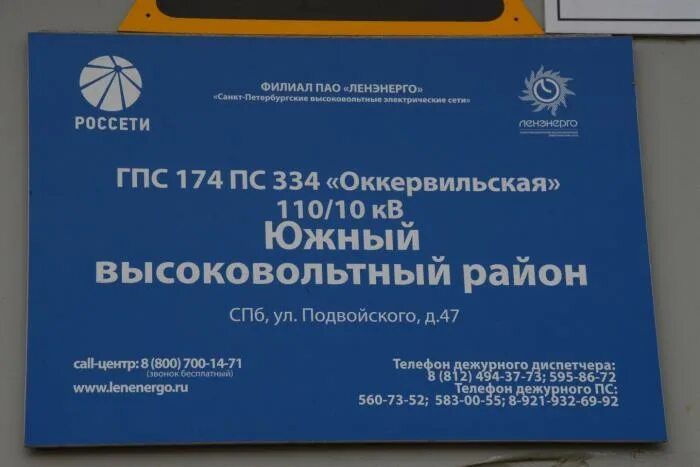 РОССЕТИ
ФИЛИАЛ ПАО «ЛЕНЭНЕРГО»
«Санкт-Петербургские высоковольтные электрические сети»
ЛЕНЭНЕРГО
ГПС 174 ПС 334 «Оккервильская»
110/10 кВ
Южный
высоковольтный район
СПб, ул. Подвойского, д.47
call-центр: 8 (800) 700-14-71
(звонок бесплатный)
www.lenenergo.ru
Телефон дежурного диспетчера:
8 (812) 494-37-73; 595-86-72
Телефон дежурного ПС:
560-73-52; 583-00-55; 8-921-932-69-92